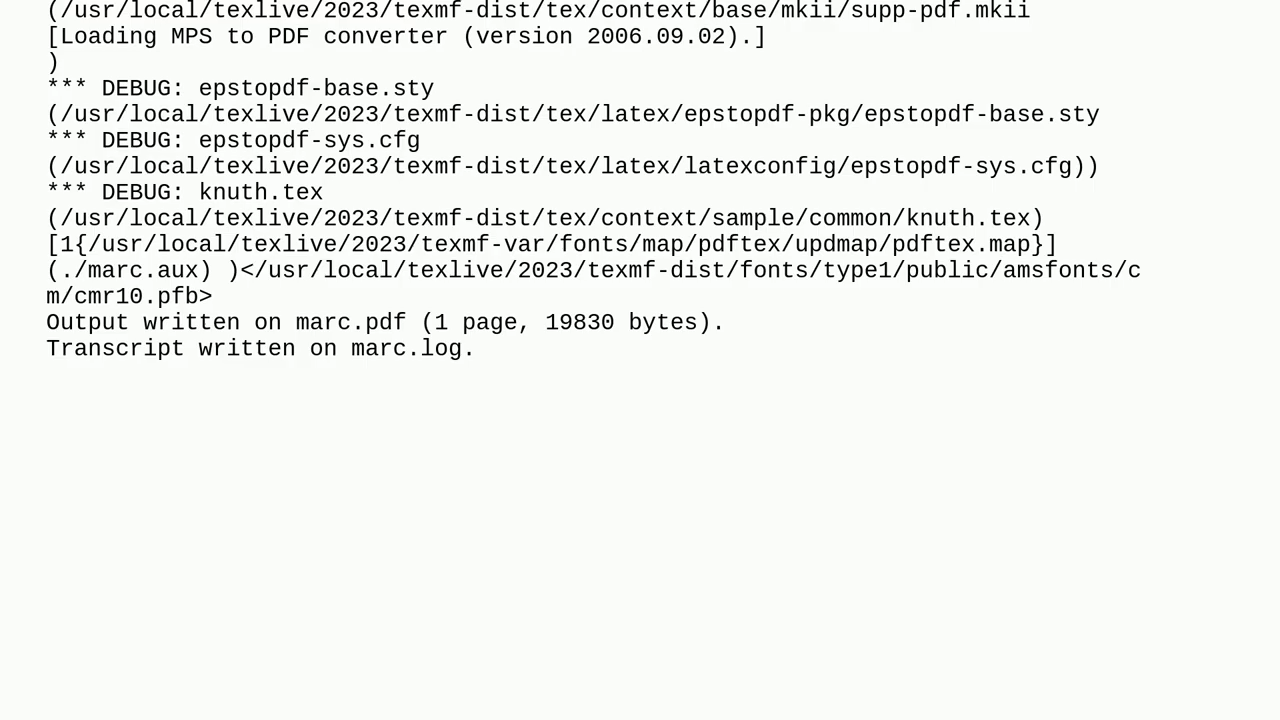 (/usr/local/texlive/2023/texmf-dist/tex/context/base/mkii/supp-pdf.mkii
[Loading MPS to PDF converter (version 2006.09.02).]
)
*** DEBUG: epstopdf-base.sty
(/usr/local/texlive/2023/texmf-dist/tex/latex/epstopdf-pkg/epstopdf-base.sty
*** DEBUG: epstopdf-sys.cfg
(/usr/local/texlive/2023/texmf-dist/tex/latex/latexconfig/epstopdf-sys.cfg))
*** DEBUG: knuth.tex
(/usr/local/texlive/2023/texmf-dist/tex/context/sample/common/knuth.tex)
[1{/usr/local/texlive/2023/texmf-var/fonts/map/pdftex/updmap/pdftex.map}]
(./marc.aux) )</usr/local/texlive/2023/texmf-dist/fonts/type1/public/amsfonts/c
m/cmr10.pfb>
Output written on marc.pdf (1 page, 19830 bytes).
Transcript written on marc.log.